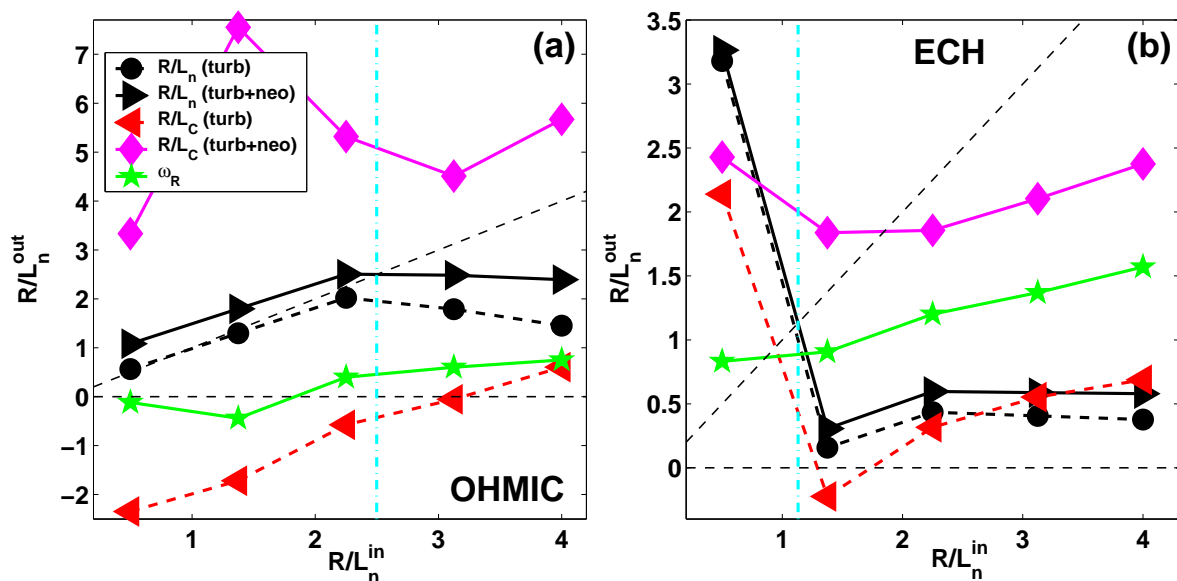 (a)
OHMIC
R/L_n (turb)
R/L_n (turb+neo)
R/L_C (turb)
R/L_C (turb+neo)
ω_R
R/L_n^out
7
6
5
4
3
2
1
0
−1
−2
1 2 3 4
R/L_n^in
(b)
ECH
R/L_n^out
3.5
3
2.5
2
1.5
1
0.5
0
1 2 3 4
R/L_n^in